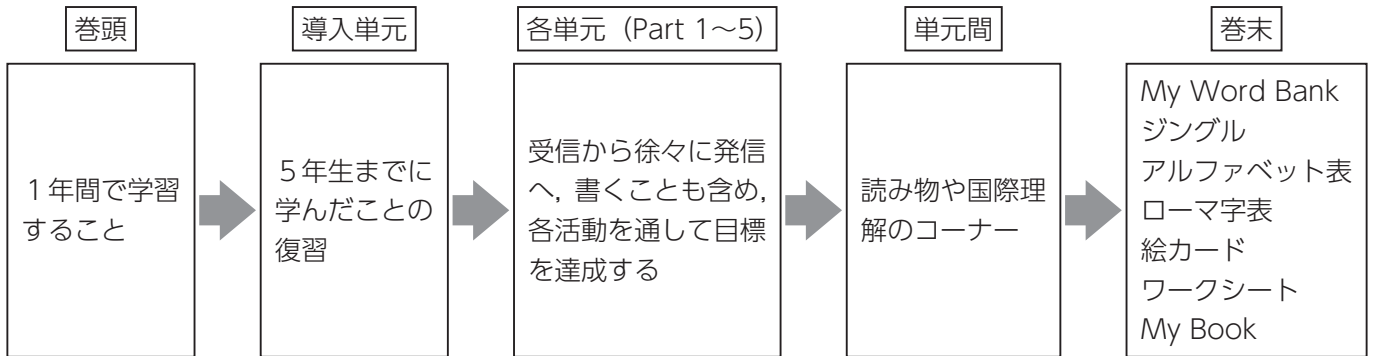 巻頭
1年間で学習
すること
導入単元
5年生までに
学んだことの
復習
各単元（Part 1～5）
受信から徐々に発信
へ，書くことも含め，
各活動を通して目標
を達成する
単元間
読み物や国際理
解のコーナー
巻末
My Word Bank
ジングル
アルファベット表
ローマ字表
絵カード
ワークシート
My Book